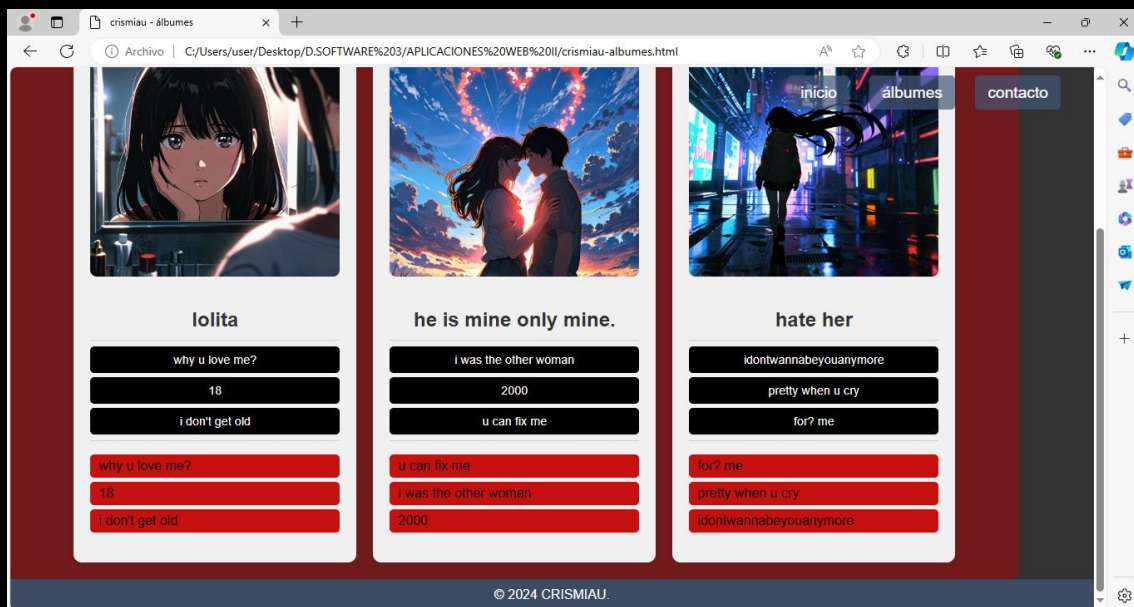 crismiau - álbumes
Archivo
C:/Users/user/Desktop/D.SOFTWARE%203/APLICACIONES%20WEB%20II/crismiau-albumes.html
inicio
álbumes
contacto
lolita
why u love me?
18
i don't get old
why u love me?
18
i don't get old
he is mine only mine.
i was the other woman
2000
u can fix me
u can fix me
i was the other woman
2000
hate her
idontwannabeyouanymore
pretty when u cry
for? me
for? me
pretty when u cry
idontwannabeyouanymore
© 2024 CRISMIAU.